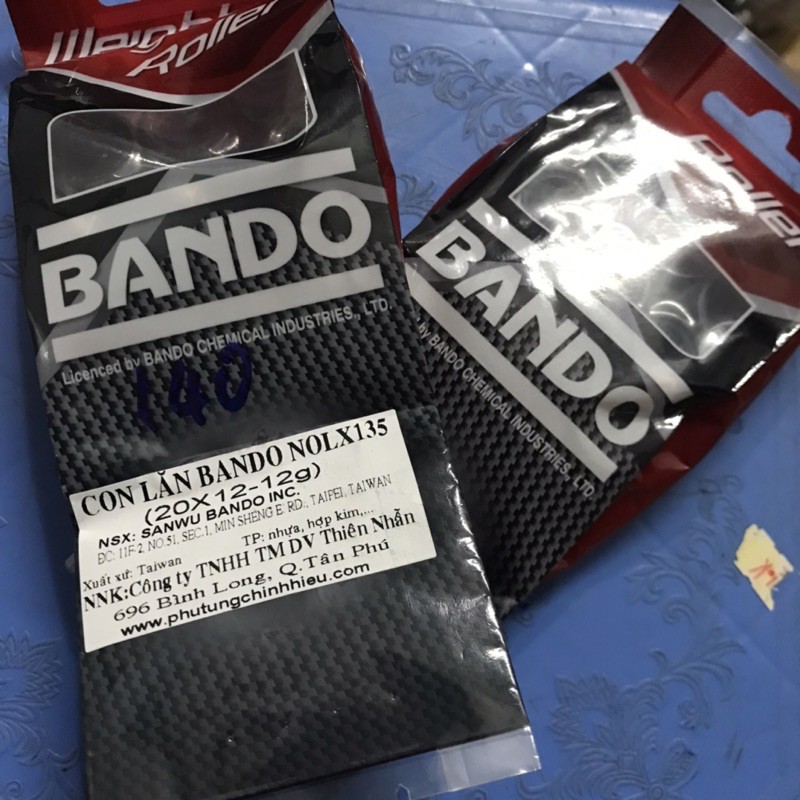 Weight
Roller
BANDO
Licenced by BANDO CHEMICAL INDUSTRIES., LTD.
140
CON LĂN BANDO NOLX135
(20X12-12g)
NSX: SANWU BANDO INC.
ĐC: 11F-2, NO.51, SEC.1, MIN SHENG E. RD., TAIPEI, TAIWAN
Xuất xứ: Taiwan TP: nhựa, hợp kim,...
NNK:Công ty TNHH TM DV Thiên Nhẫn
696 Bình Long, Q.Tân Phú
www.phutungchinhhieu.com
Roller
BANDO
by BANDO CHEMICAL INDUSTRIES., LTD.